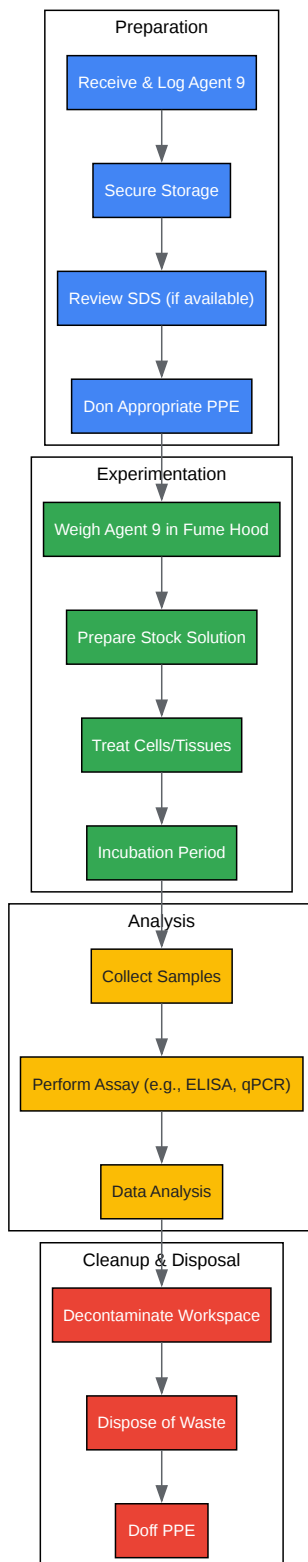 Preparation
Receive & Log Agent 9
Secure Storage
Review SDS (if available)
Don Appropriate PPE
Experimentation
Weigh Agent 9 in Fume Hood
Prepare Stock Solution
Treat Cells/Tissues
Incubation Period
Analysis
Collect Samples
Perform Assay (e.g., ELISA, qPCR)
Data Analysis
Cleanup & Disposal
Decontaminate Workspace
Dispose of Waste
Doff PPE